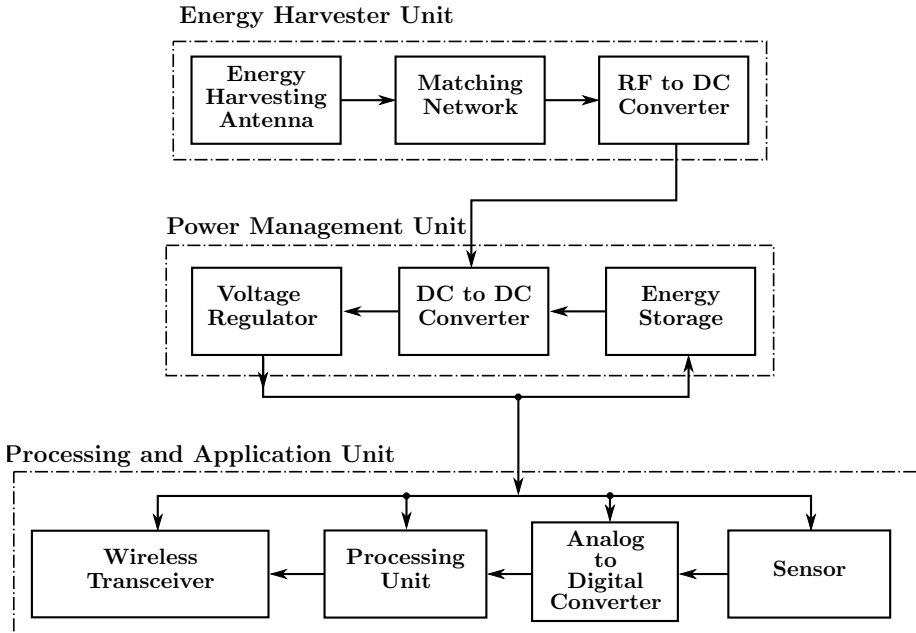 Energy Harvester Unit
Energy
Harvesting
Antenna
Matching
Network
RF to DC
Converter
Power Management Unit
Voltage
Regulator
DC to DC
Converter
Energy
Storage
Processing and Application Unit
Wireless
Transceiver
Processing
Unit
Analog
to
Digital
Converter
Sensor